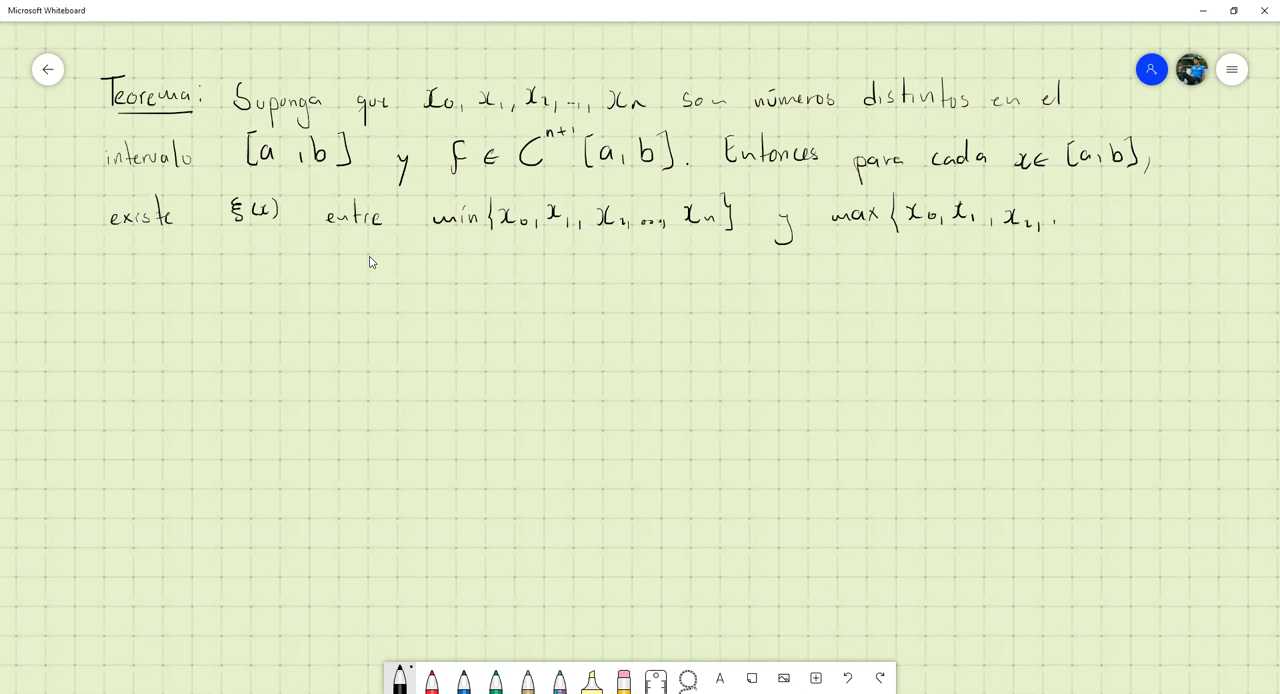 Microsoft Whiteboard
Teorema: Suponga que x₀, x₁, x₂, ..., xₙ son números distintos en el
intervalo [a, b] y f ∈ Cⁿ⁺¹ [a, b]. Entonces para cada x ∈ [a, b],
existe ξ(x) entre min{x₀, x₁, x₂, ..., xₙ} y max{x₀, x₁, x₂, .
A